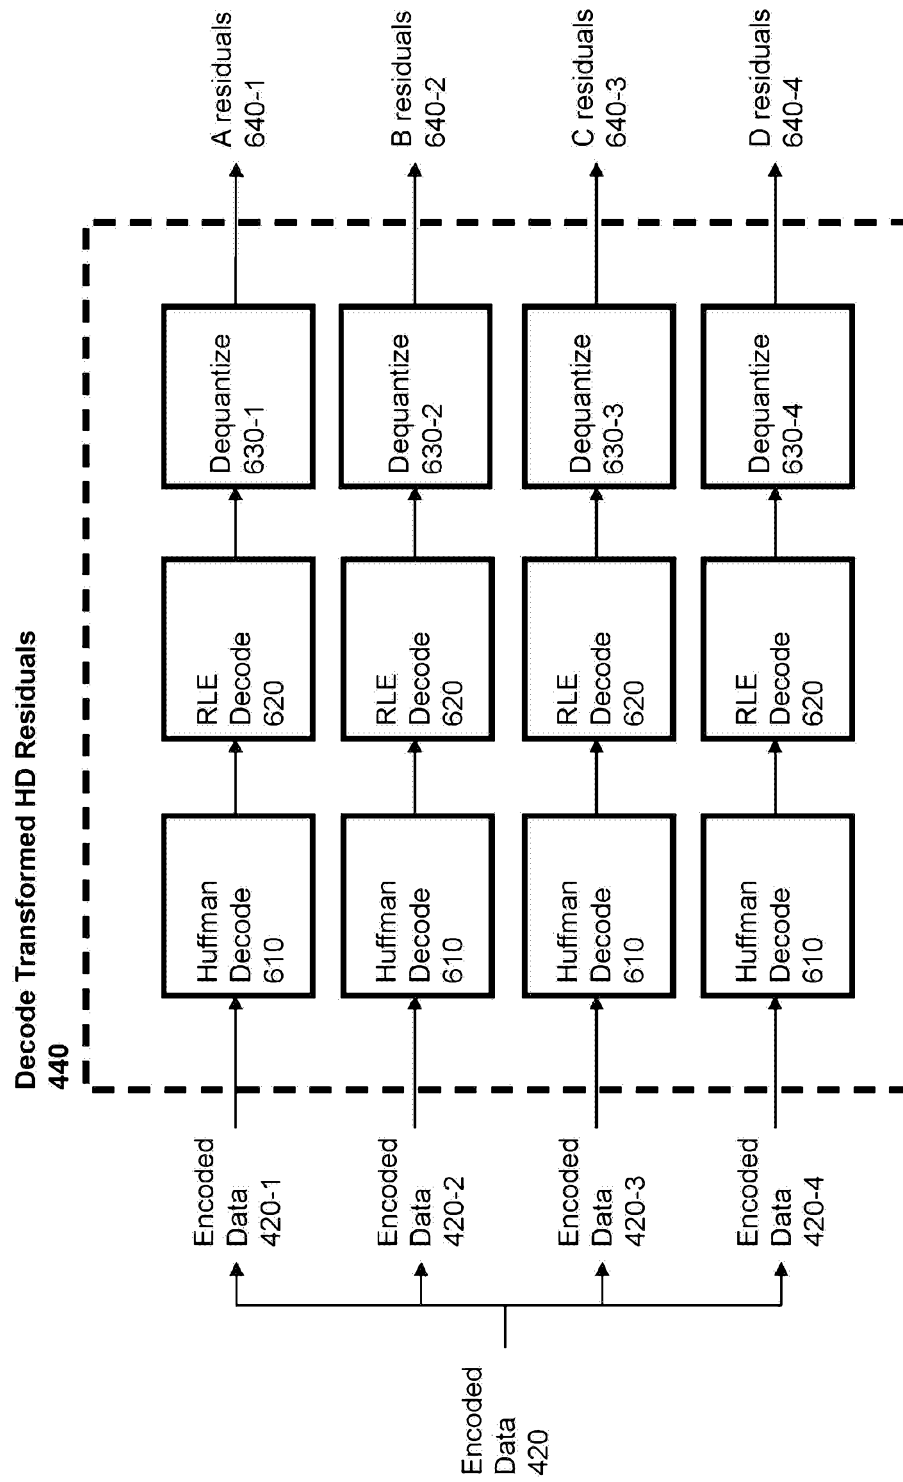 Decode Transformed HD Residuals
440
Encoded
Data
420
Encoded
Data
420-1
Huffman
Decode
610
RLE
Decode
620
Dequantize
630-1
A residuals
640-1
Encoded
Data
420-2
Huffman
Decode
610
RLE
Decode
620
Dequantize
630-2
B residuals
640-2
Encoded
Data
420-3
Huffman
Decode
610
RLE
Decode
620
Dequantize
630-3
C residuals
640-3
Encoded
Data
420-4
Huffman
Decode
610
RLE
Decode
620
Dequantize
630-4
D residuals
640-4